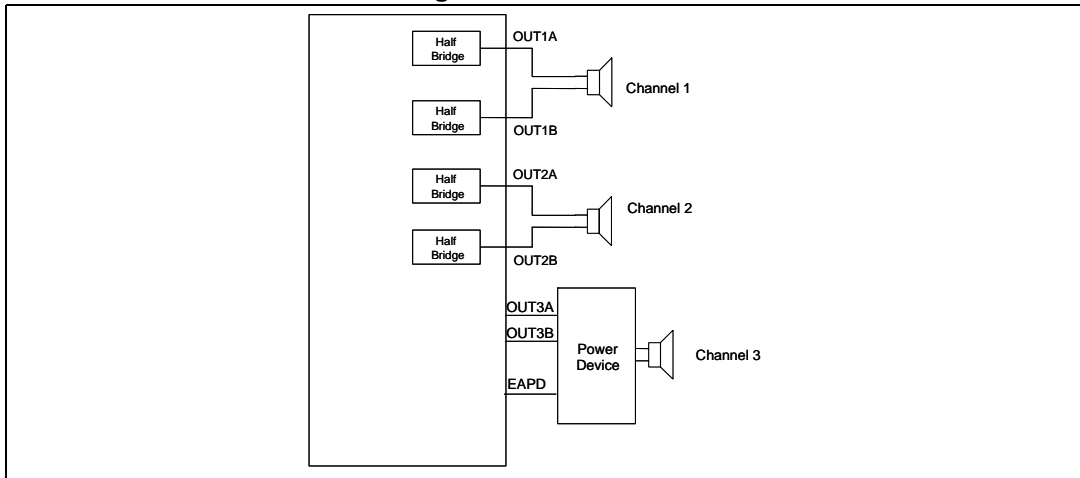 Half
Bridge
OUT1A
Channel 1
Half
Bridge
OUT1B
Half
Bridge
OUT2A
Channel 2
Half
Bridge
OUT2B
OUT3A
OUT3B
Power
Device
Channel 3
EAPD